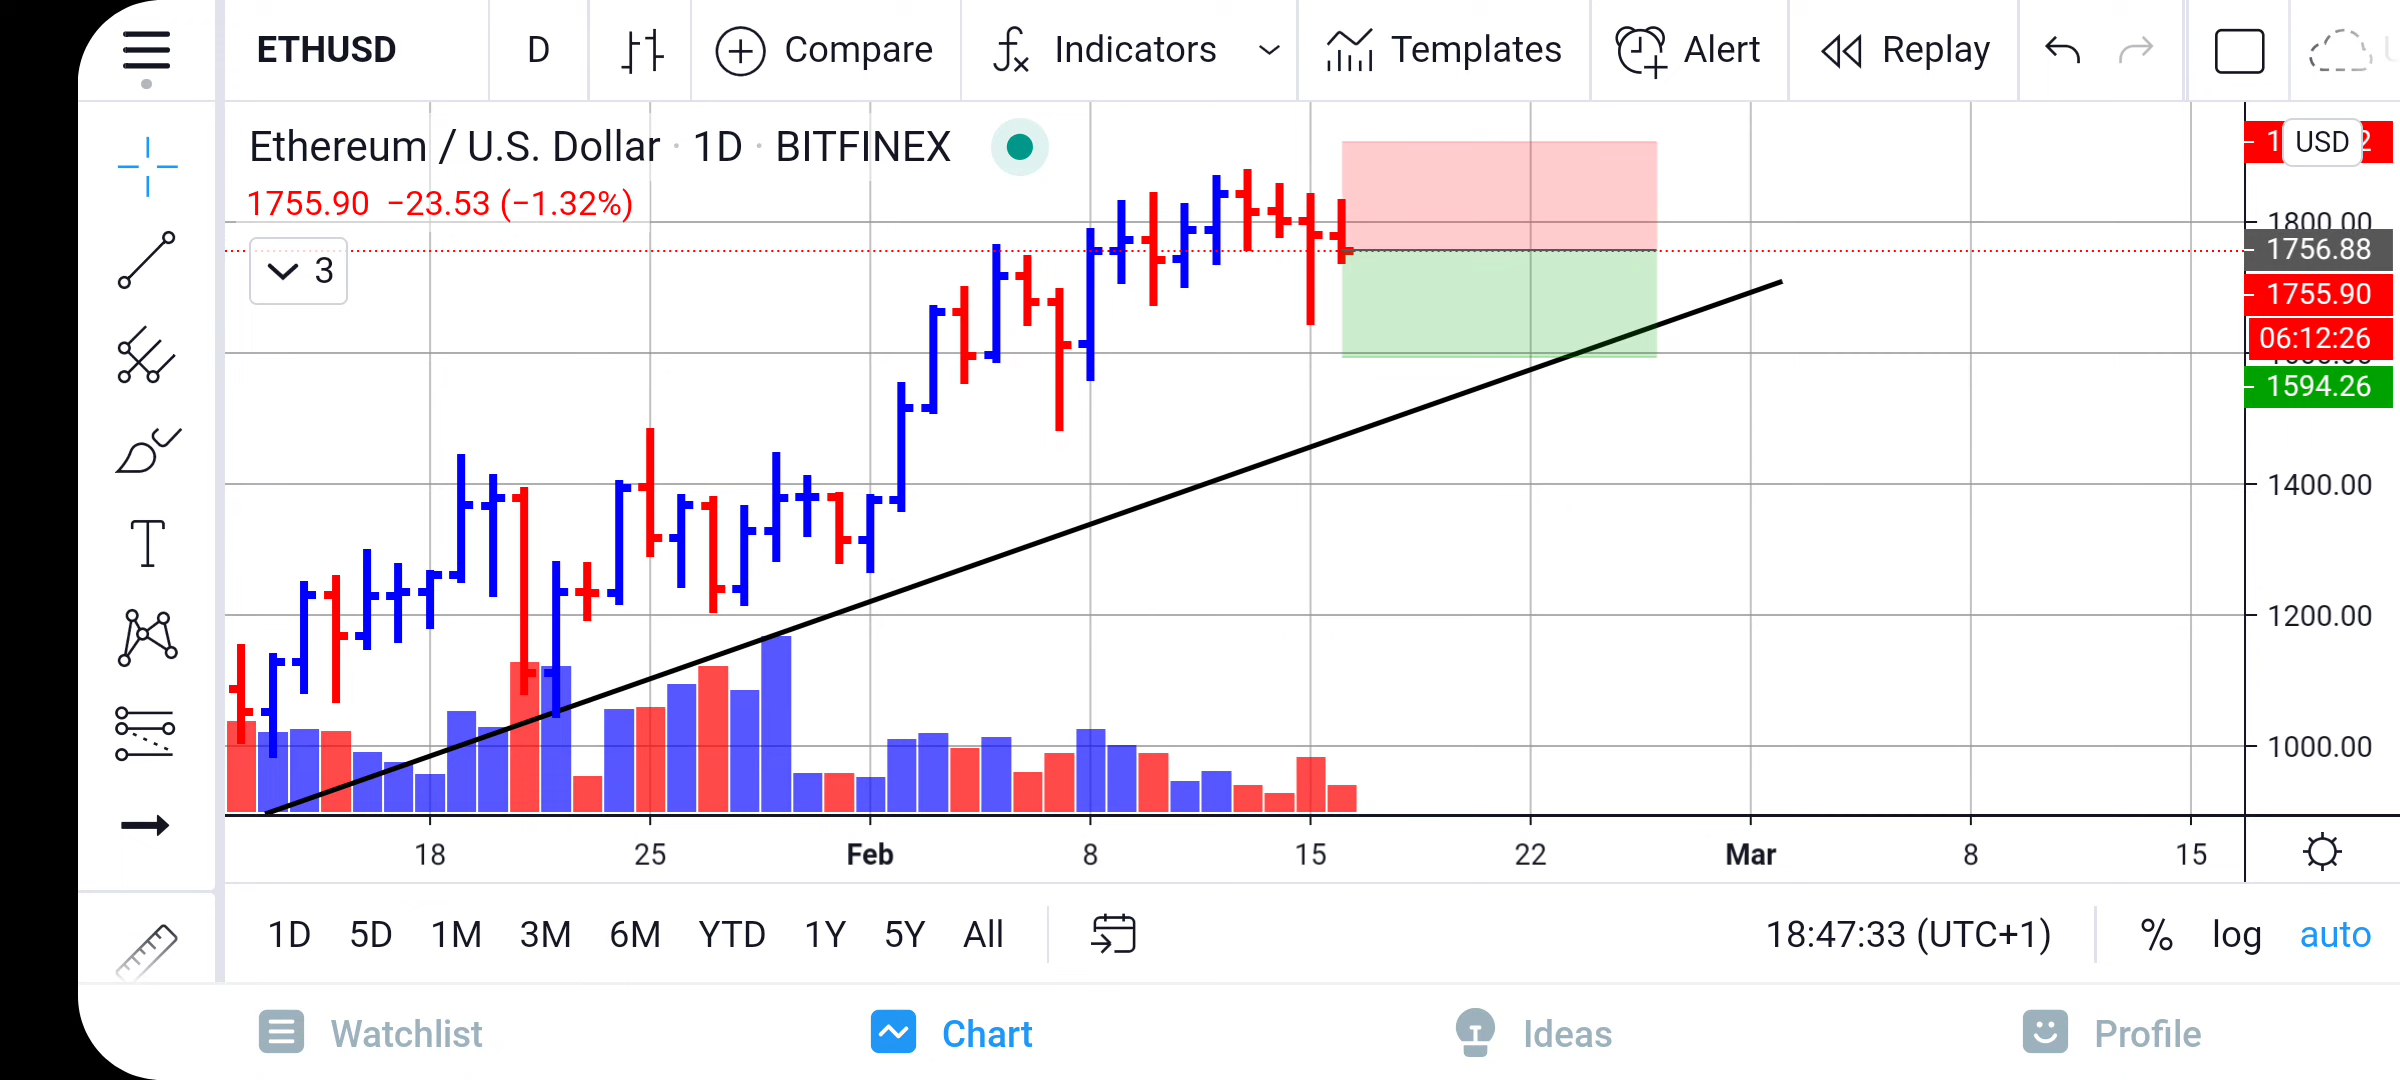 ETHUSD D Compare Indicators Templates Alert Replay
Ethereum / U.S. Dollar · 1D · BITFINEX
1755.90 −23.53 (−1.32%)
3
USD
1800.00
1756.88
1755.90
06:12:26
1594.26
1400.00
1200.00
1000.00
18 25 Feb 8 15 22 Mar 8 15
1D 5D 1M 3M 6M YTD 1Y 5Y All 18:47:33 (UTC+1) % log auto
Watchlist Chart Ideas Profile